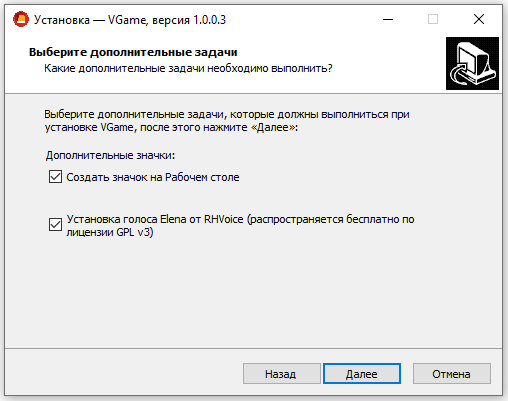 Установка — VGame, версия 1.0.0.3
Выберите дополнительные задачи
Какие дополнительные задачи необходимо выполнить?
Выберите дополнительные задачи, которые должны выполниться при
установке VGame, после этого нажмите «Далее»:
Дополнительные значки:
Создать значок на Рабочем столе
Установка голоса Elena от RHVoice (распространяется бесплатно по
лицензии GPL v3)
Назад
Далее
Отмена